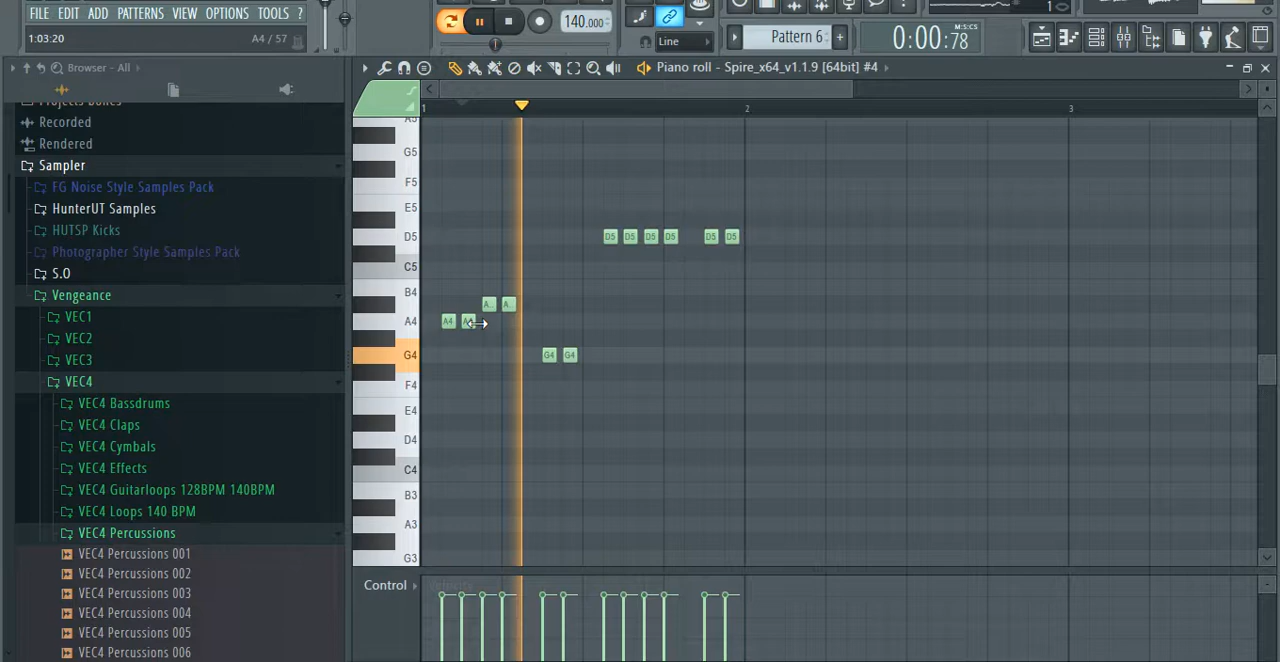 FILE EDIT ADD PATTERNS VIEW OPTIONS TOOLS ?
140.000
1
1:03:20
A4 / 57
Line
Pattern 6
M:S:CS
0:00:78
Browser - All
Piano roll - Spire_x64_v1.1.9 [64bit] #4
Recorded
Rendered
Sampler
FG Noise Style Samples Pack
HunterUT Samples
HUTSP Kicks
Photographer Style Samples Pack
S.O
Vengeance
VEC1
VEC2
VEC3
VEC4
VEC4 Bassdrums
VEC4 Claps
VEC4 Cymbals
VEC4 Effects
VEC4 Guitarloops 128BPM 140BPM
VEC4 Loops 140 BPM
VEC4 Percussions
VEC4 Percussions 001
VEC4 Percussions 002
VEC4 Percussions 003
VEC4 Percussions 004
VEC4 Percussions 005
VEC4 Percussions 006
1 2 3
G5
F5
E5
D5 D5 D5 D5 D5 D5 D5
C5
B4
A... A...
A4 A4
G4 G4 G4
F4
E4
D4
C4
B3
A3
G3
Control